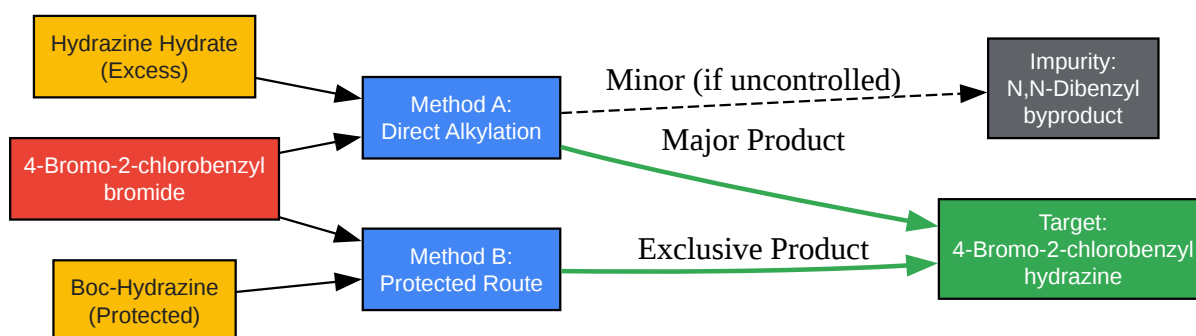 Hydrazine Hydrate
(Excess)
4-Bromo-2-chlorobenzyl
bromide
Boc-Hydrazine
(Protected)
Method A:
Direct Alkylation
Method B:
Protected Route
Minor (if uncontrolled)
Major Product
Exclusive Product
Impurity:
N,N-Dibenzyl
byproduct
Target:
4-Bromo-2-chlorobenzyl
hydrazine